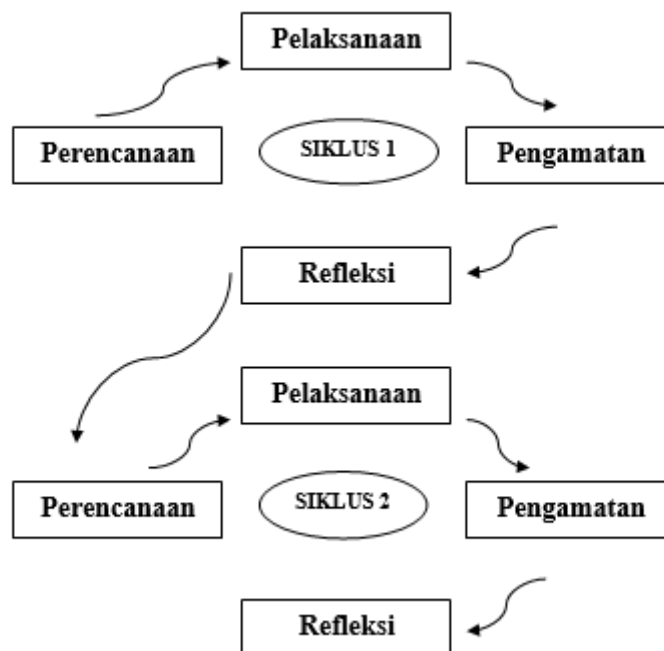 Pelaksanaan
Perencanaan
SIKLUS 1
Pengamatan
Refleksi
Pelaksanaan
Perencanaan
SIKLUS 2
Pengamatan
Refleksi